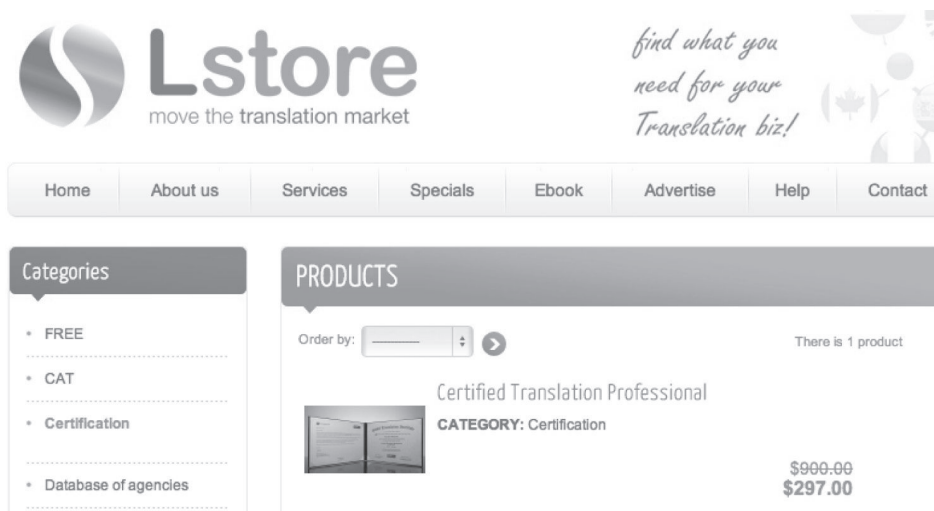 Lstore
move the translation market
find what you
need for your
Translation biz!
Home About us Services Specials Ebook Advertise Help Contact
Categories
FREE
CAT
Certification
Database of agencies
PRODUCTS
Order by:
There is 1 product
Certified Translation Professional
CATEGORY: Certification
$900.00
$297.00